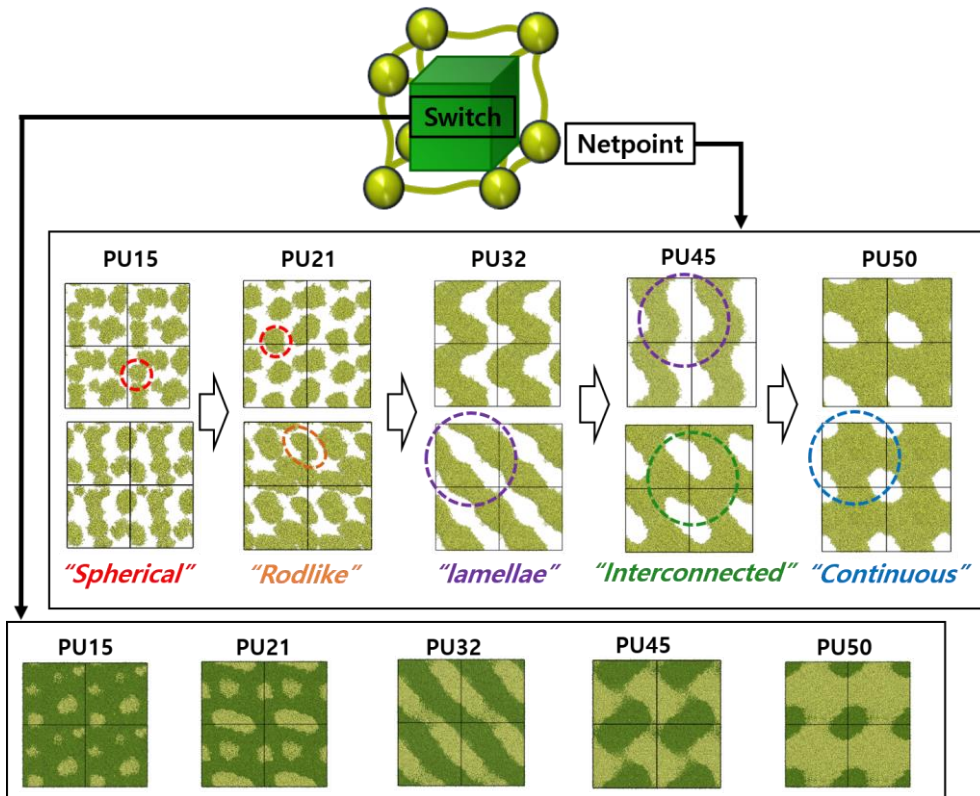 Switch
Netpoint
PU15 PU21 PU32 PU45 PU50
“Spherical” “Rodlike” “lamellae” “Interconnected” “Continuous”
PU15 PU21 PU32 PU45 PU50